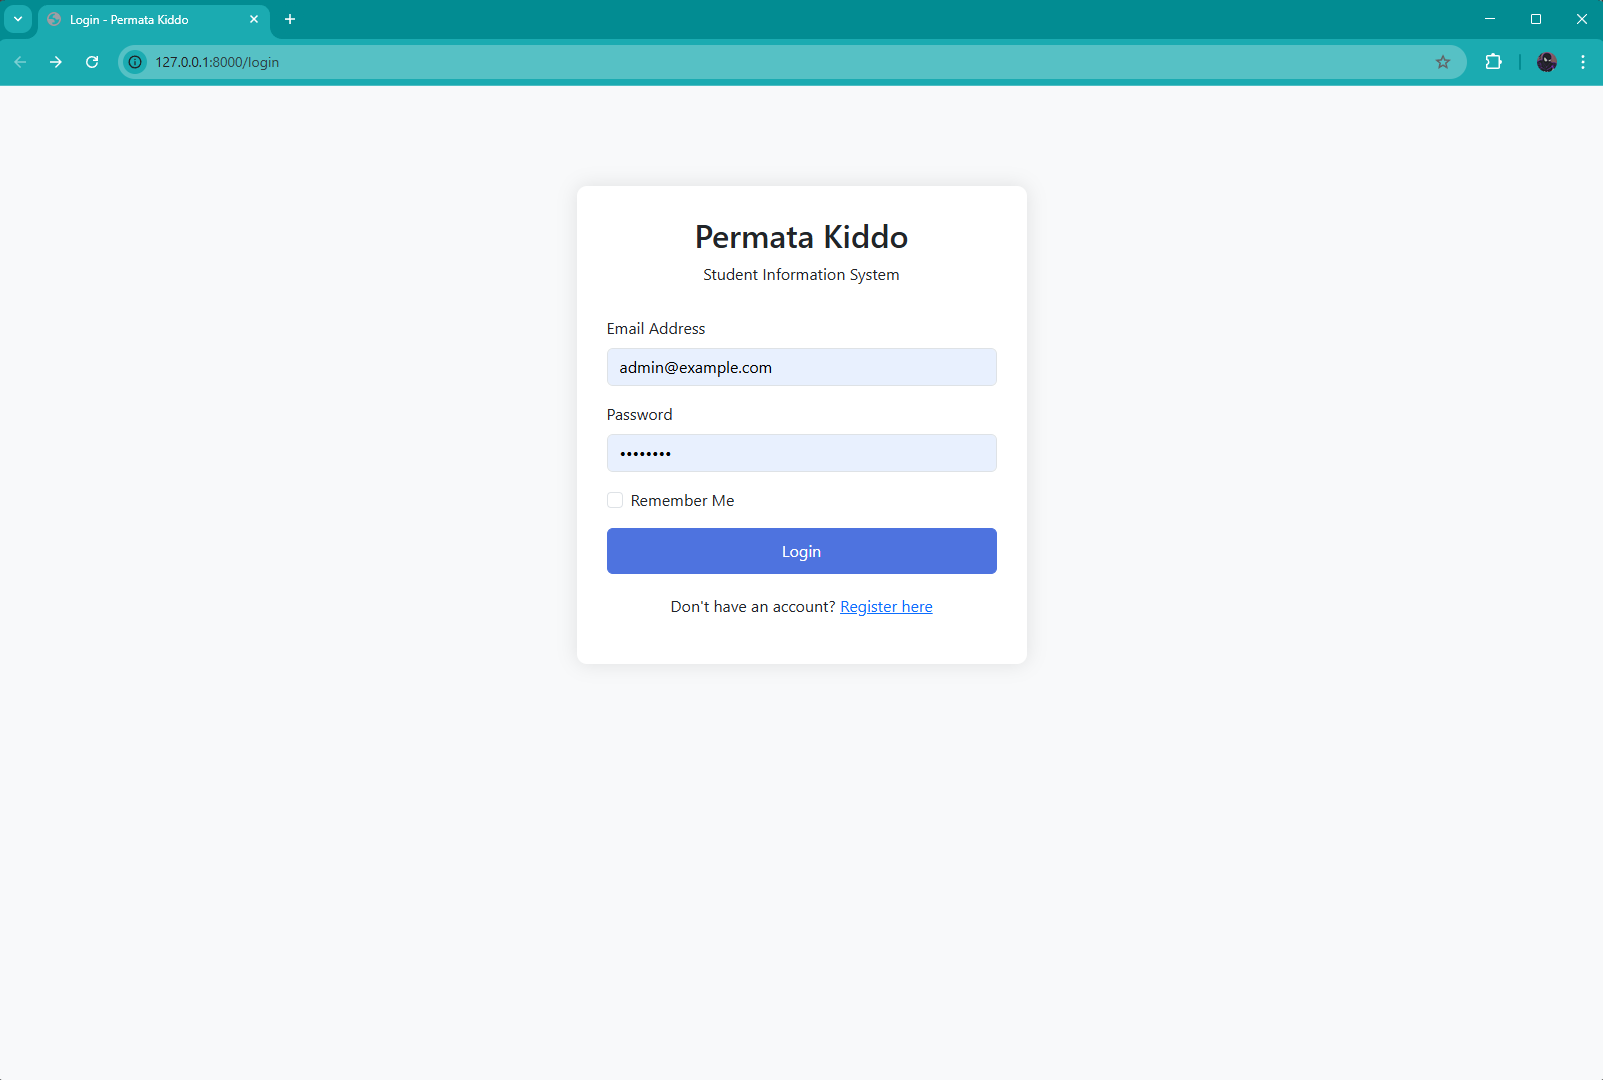 Login - Permata Kiddo
127.0.0.1:8000/login
Permata Kiddo
Student Information System
Email Address
admin@example.com
Password
••••••••
Remember Me
Login
Don't have an account? Register here